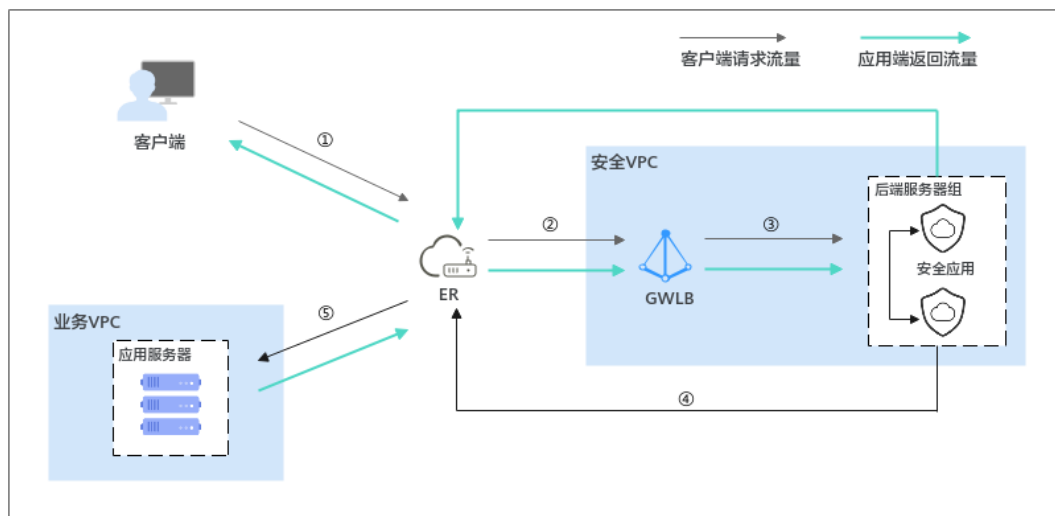 客户端请求流量
应用端返回流量
客户端
①
安全VPC
后端服务器组
②
③
安全应用
ER
GWLB
⑤
业务VPC
应用服务器
④